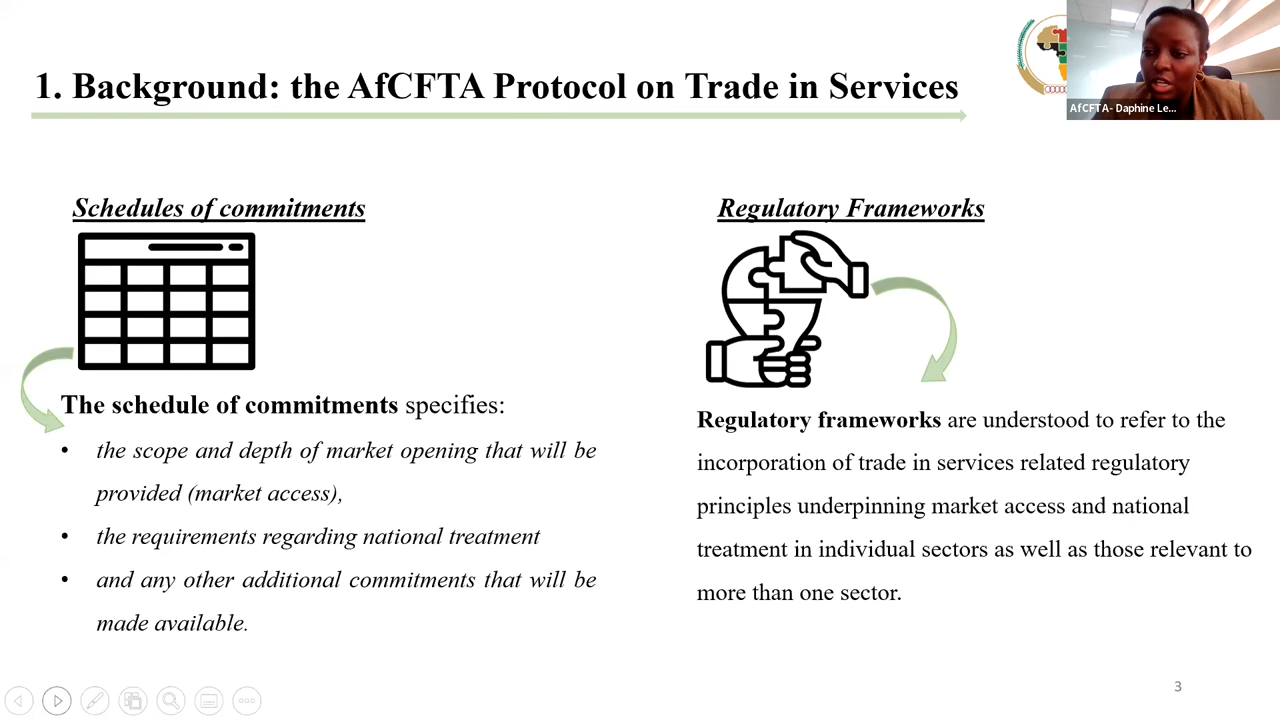 1. Background: the AfCFTA Protocol on Trade in Services
AfCFTA- Daphine Le...
Schedules of commitments
The schedule of commitments specifies:
• the scope and depth of market opening that will be
provided (market access),
• the requirements regarding national treatment
• and any other additional commitments that will be
made available.
Regulatory Frameworks
Regulatory frameworks are understood to refer to the
incorporation of trade in services related regulatory
principles underpinning market access and national
treatment in individual sectors as well as those relevant to
more than one sector.
3